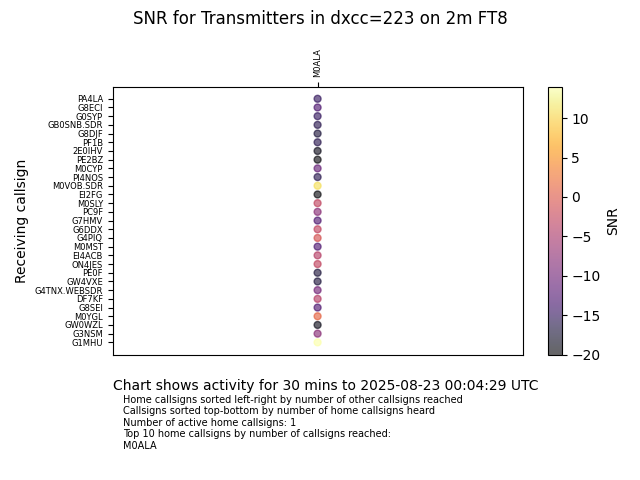 SNR for Transmitters in dxcc=223 on 2m FT8
M0ALA
PA4LA
G8ECI
G0SYP
GB0SNB.SDR
G8DJF
PF1B
2E0IHV
PE2BZ
M0CYP
PI4NOS
M0VOB.SDR
EI2FG
M0SLY
PC9F
G7HMV
G6DDX
G4PIQ
M0MST
EI4ACB
ON4IES
PE0F
GW4VXE
G4TNX.WEBSDR
DF7KF
G8SEI
M0YGL
GW0WZL
G3NSM
G1MHU
Receiving callsign
10
5
0
−5
−10
−15
−20
SNR
Chart shows activity for 30 mins to 2025-08-23 00:04:29 UTC
Home callsigns sorted left-right by number of other callsigns reached
Callsigns sorted top-bottom by number of home callsigns heard
Number of active home callsigns: 1
Top 10 home callsigns by number of callsigns reached:
M0ALA